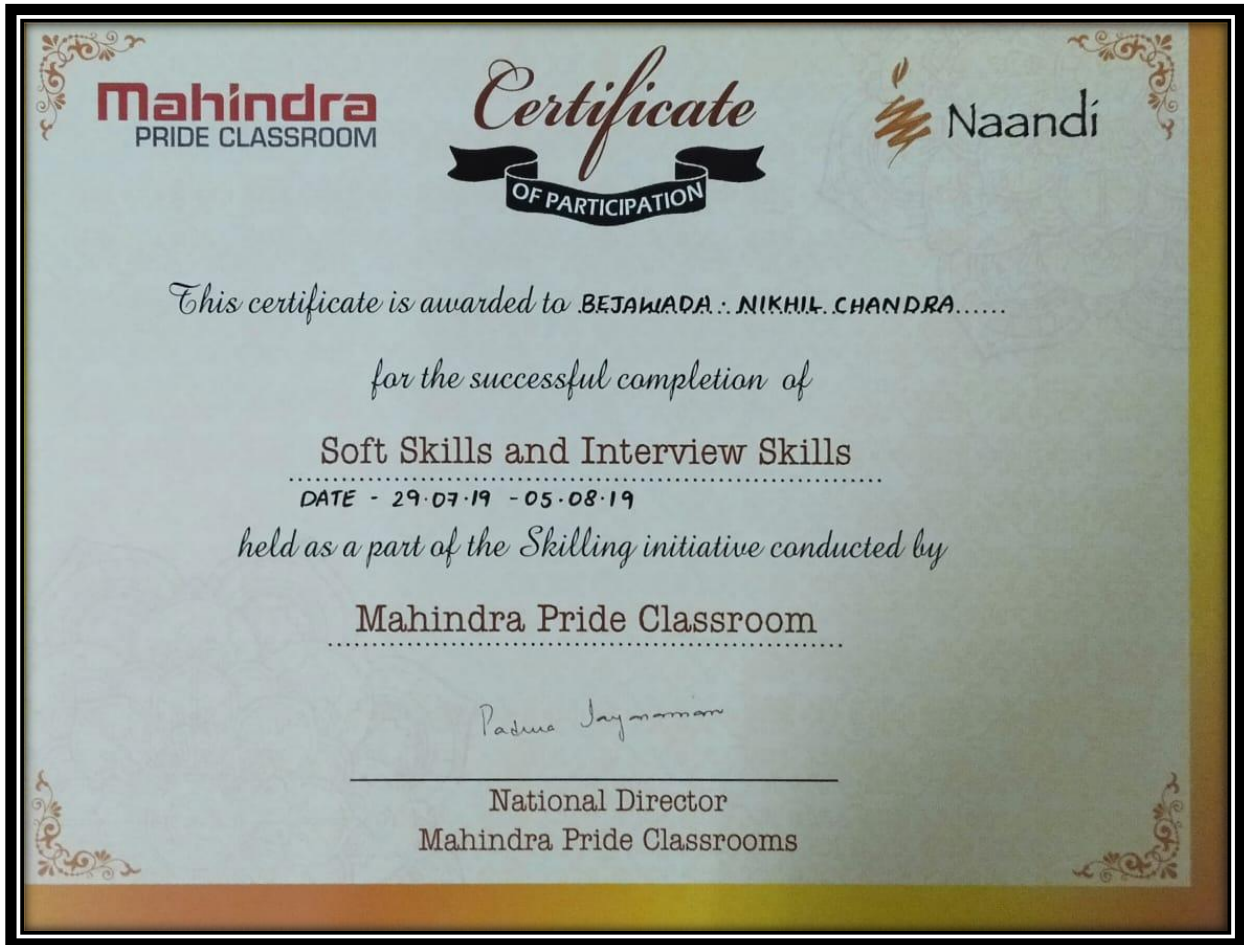 Mahindra
PRIDE CLASSROOM
Certificate
OF PARTICIPATION
Naandi
This certificate is awarded to .BEJAWADA.:.NIKHIL.CHANDRA......
for the successful completion of
Soft Skills and Interview Skills
DATE - 29.07.19 - 05.08.19
held as a part of the Skilling initiative conducted by
Mahindra Pride Classroom
Padma Jaynaman
National Director
Mahindra Pride Classrooms